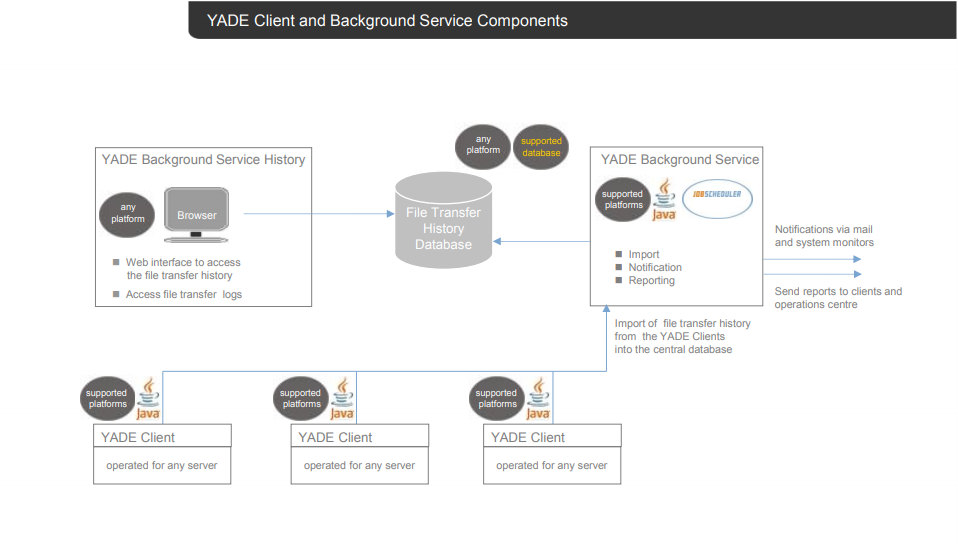 YADE Client and Background Service Components
any
platform
supported
database
YADE Background Service History
any
platform
Browser
Web interface to access
the file transfer history
Access file transfer logs
File Transfer
History
Database
YADE Background Service
supported
platforms
Java
JOBSCHEDULER
Import
Notification
Reporting
Notifications via mail
and system monitors
Send reports to clients and
operations centre
Import of file transfer history
from the YADE Clients
into the central database
supported
platforms
Java
YADE Client
operated for any server
supported
platforms
Java
YADE Client
operated for any server
supported
platforms
Java
YADE Client
operated for any server